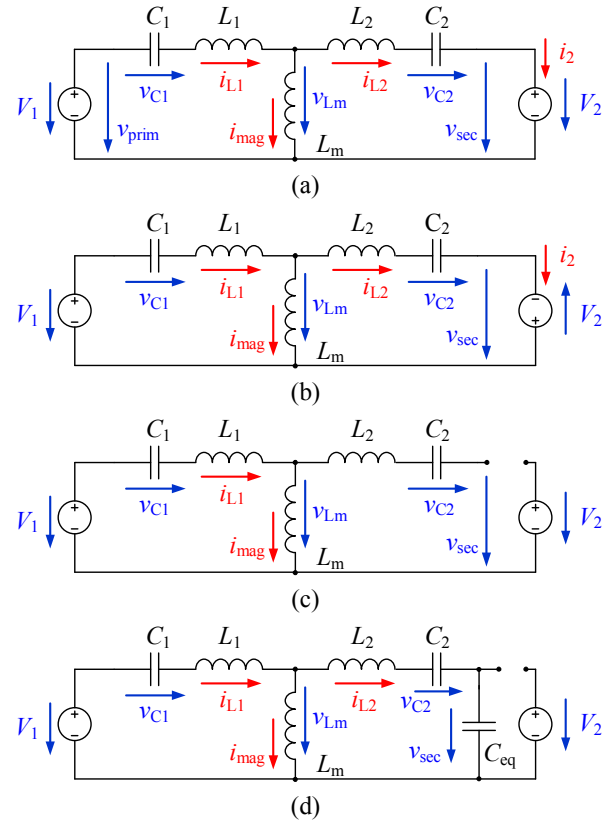 C1 L1 L2 C2
i2
V1 vprim vC1 iL1 imag vLm iL2 vC2 vsec V2
Lm
(a)
C1 L1 L2 C2
i2
V1 vC1 iL1 imag vLm iL2 vC2 vsec V2
Lm
(b)
C1 L1 L2 C2
V1 vC1 iL1 imag vLm vC2 vsec V2
Lm
(c)
C1 L1 L2 C2
V1 vC1 iL1 imag vLm iL2 vC2 vsec Ceq V2
Lm
(d)